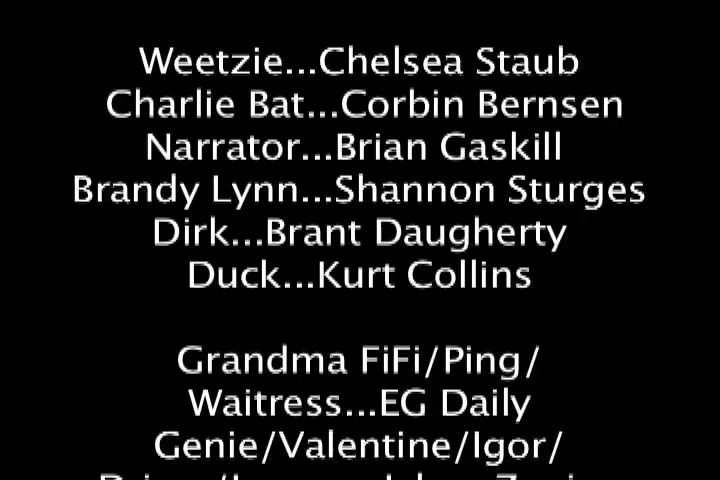 Weetzie...Chelsea Staub
Charlie Bat...Corbin Bernsen
Narrator...Brian Gaskill
Brandy Lynn...Shannon Sturges
Dirk...Brant Daugherty
Duck...Kurt Collins
Grandma FiFi/Ping/
Waitress...EG Daily
Genie/Valentine/Igor/